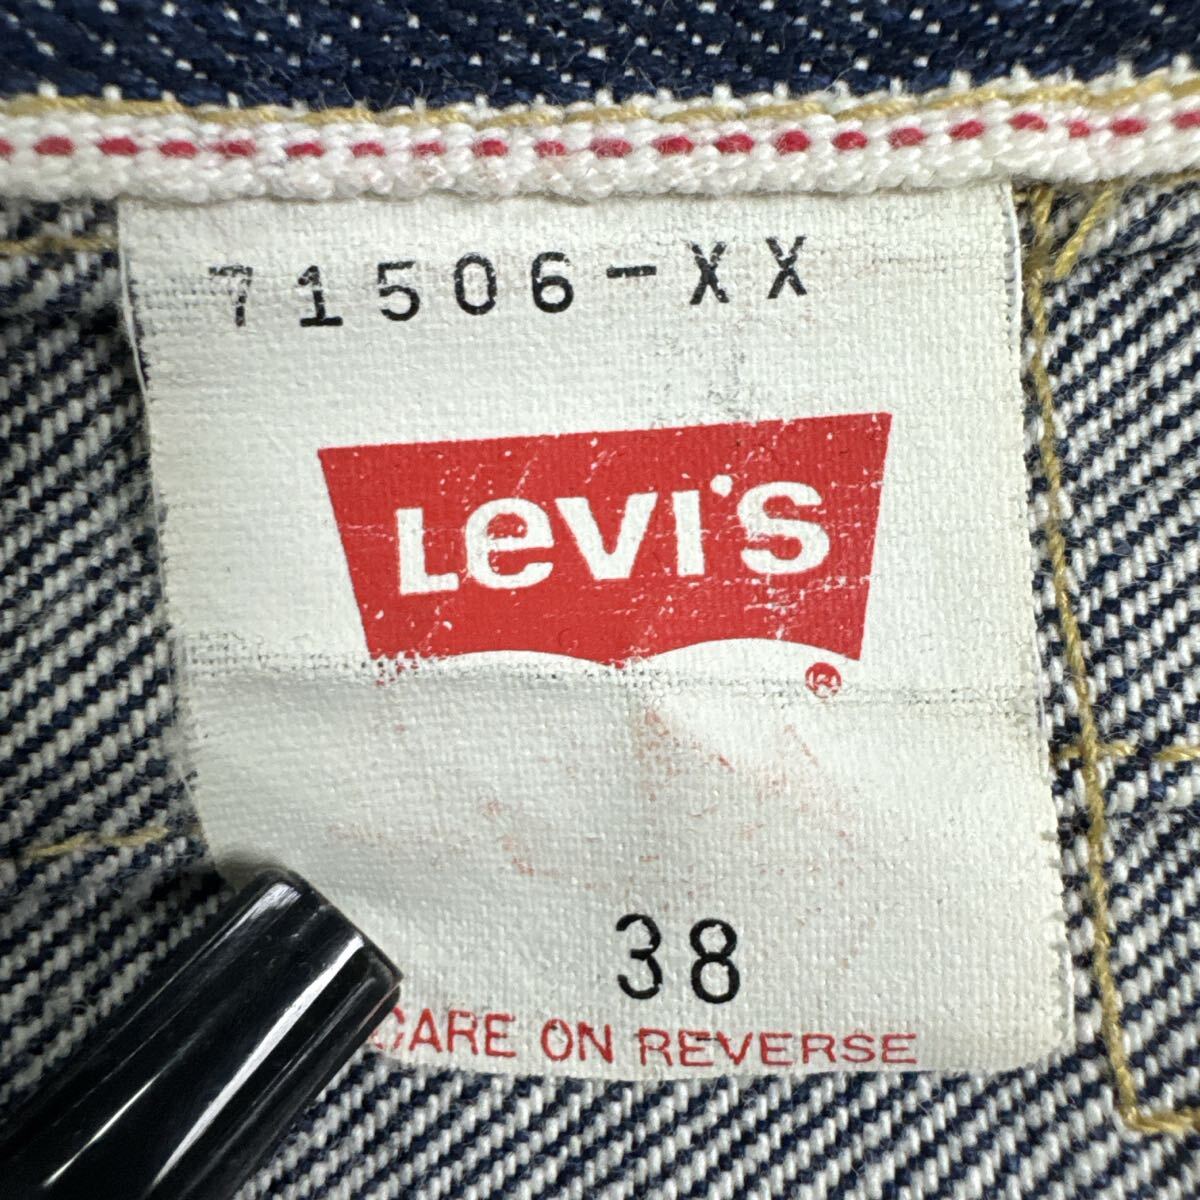 71506-XX
Levi's
®
38
CARE ON REVERSE